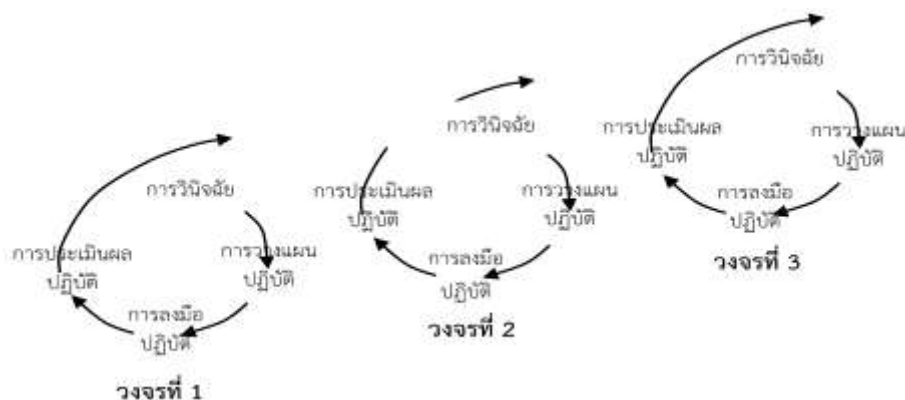 การวินิจฉัย
การวางแผน
ปฏิบัติ
การลงมือ
ปฏิบัติ
การประเมินผล
ปฏิบัติ
วงจรที่ 1
การวินิจฉัย
การวางแผน
ปฏิบัติ
การลงมือ
ปฏิบัติ
การประเมินผล
ปฏิบัติ
วงจรที่ 2
การวินิจฉัย
การวางแผน
ปฏิบัติ
การลงมือ
ปฏิบัติ
การประเมินผล
ปฏิบัติ
วงจรที่ 3